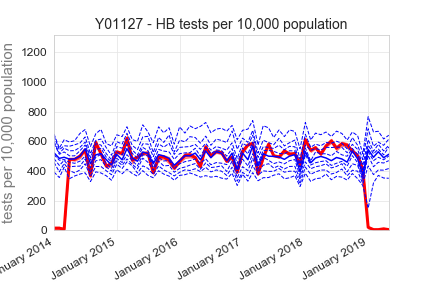 Y01127 - HB tests per 10,000 population
tests per 10,000 population
1200
1000
800
600
400
200
0
2014
January 2015
January 2016
January 2017
January 2018
January 2019